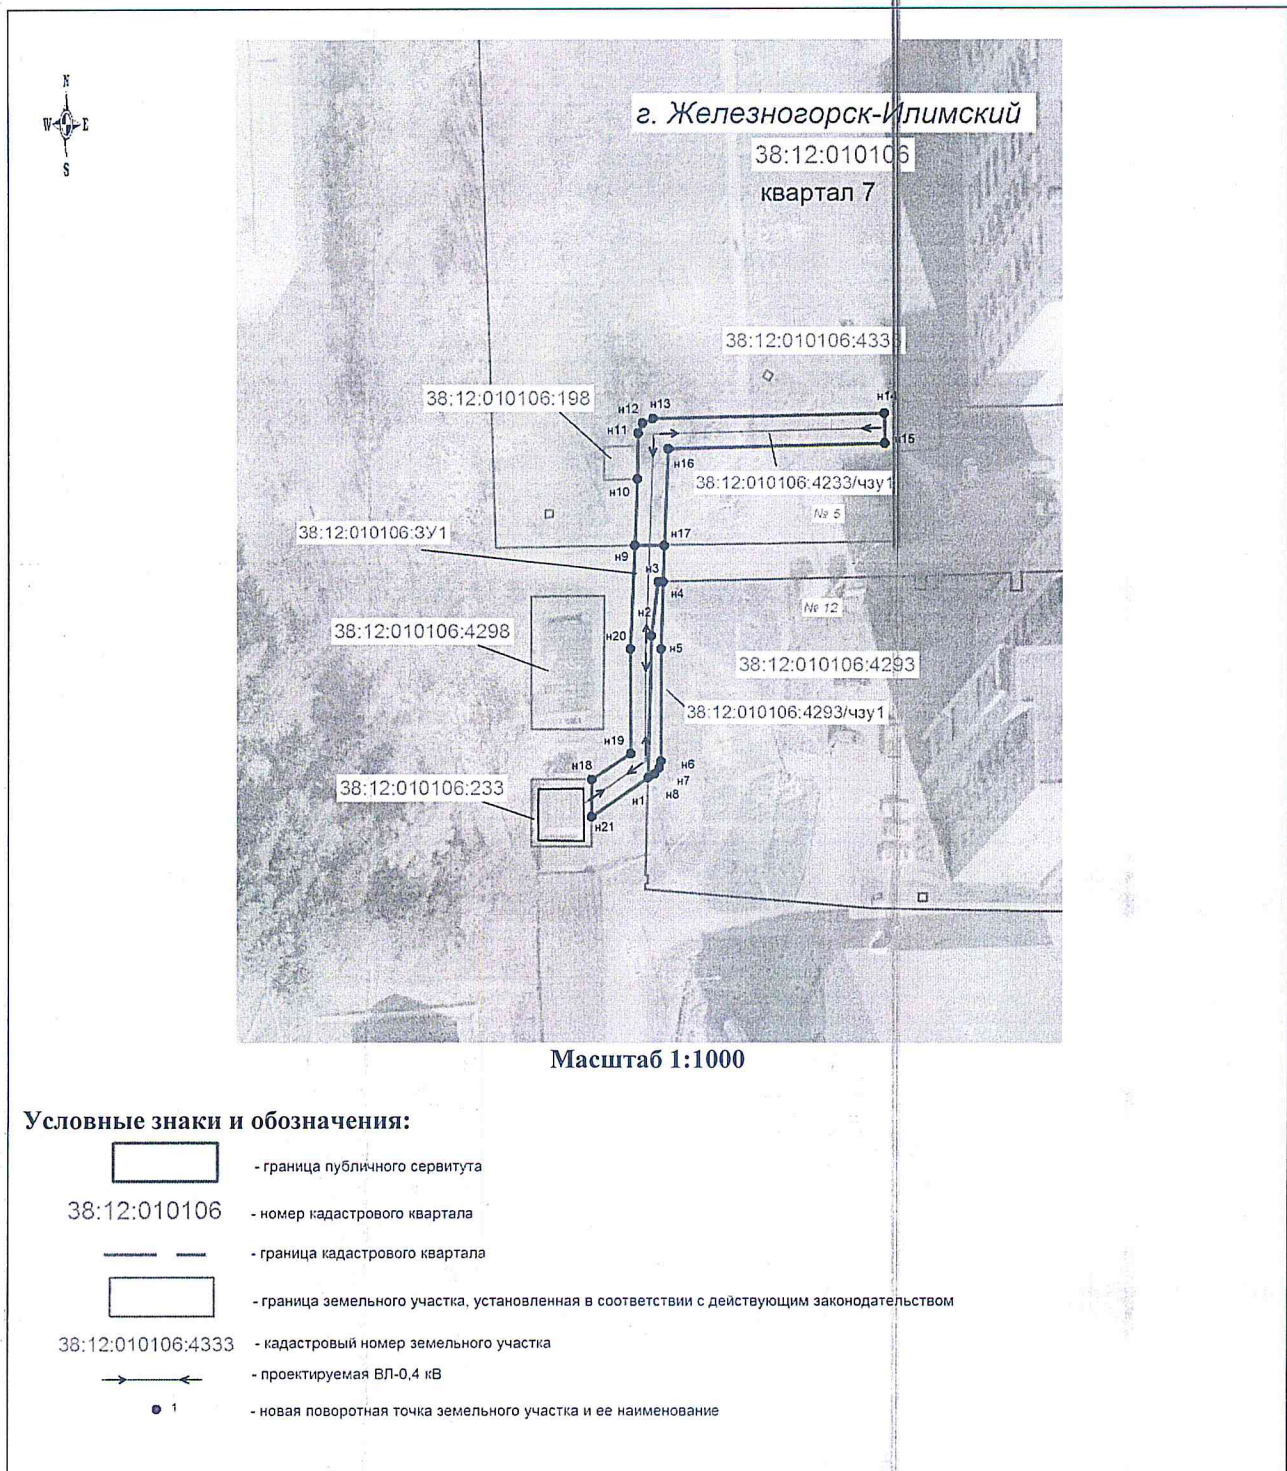 N
W E
S
г. Железногорск-Илимский
38:12:010106
квартал 7
38:12:010106:4333
38:12:010106:198
н12
н13
н14
н11
н15
н16
н10
38:12:010106:4233/чзу1
№ 5
38:12:010106:ЗУ1
н9
н17
н3
н4
н2
№ 12
38:12:010106:4298
н20
н5
38:12:010106:4293
38:12:010106:4293/чзу1
н19
н18
н6
н7
н8
38:12:010106:233
н1
н21
Масштаб 1:1000
Условные знаки и обозначения:
- граница публичного сервитута
38:12:010106 - номер кадастрового квартала
- граница кадастрового квартала
- граница земельного участка, установленная в соответствии с действующим законодательством
38:12:010106:4333 - кадастровый номер земельного участка
- проектируемая ВЛ-0,4 кВ
1 - новая поворотная точка земельного участка и ее наименование